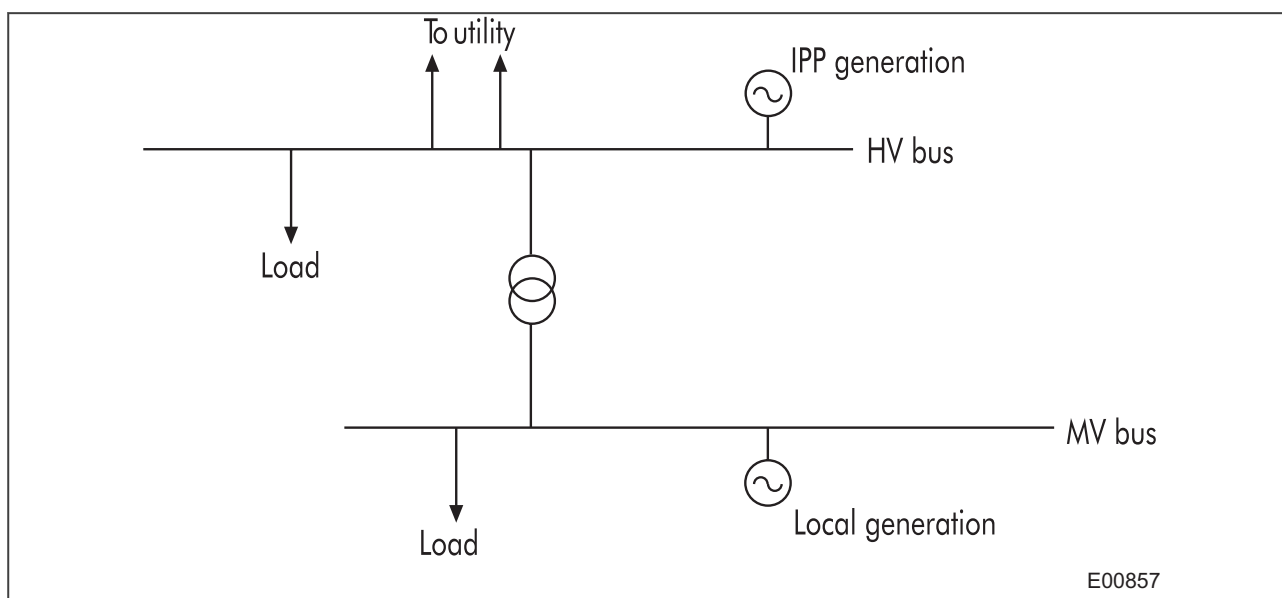 To utility
IPP generation
HV bus
Load
MV bus
Local generation
Load
E00857